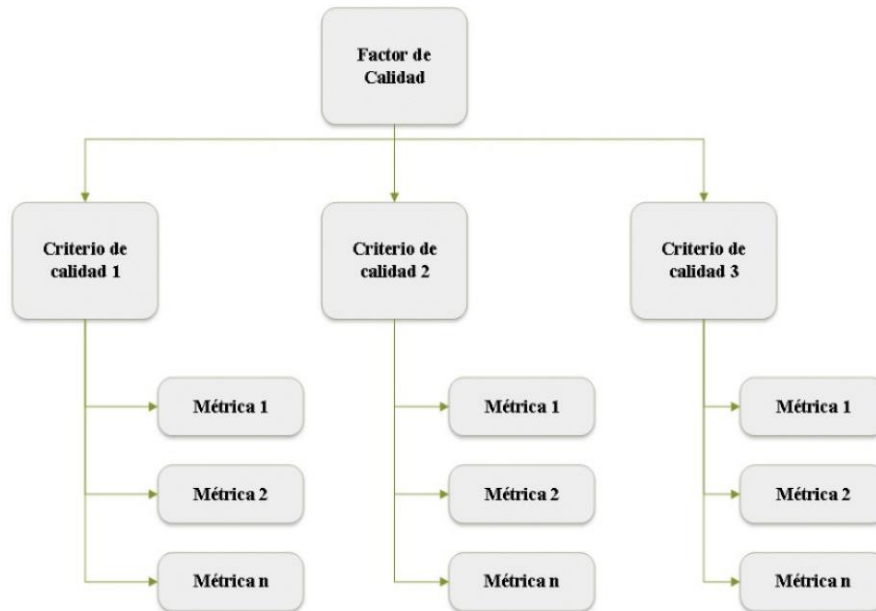 Factor de
Calidad
Criterio de
calidad 1
Criterio de
calidad 2
Criterio de
calidad 3
Métrica 1
Métrica 1
Métrica 1
Métrica 2
Métrica 2
Métrica 2
Métrica n
Métrica n
Métrica n